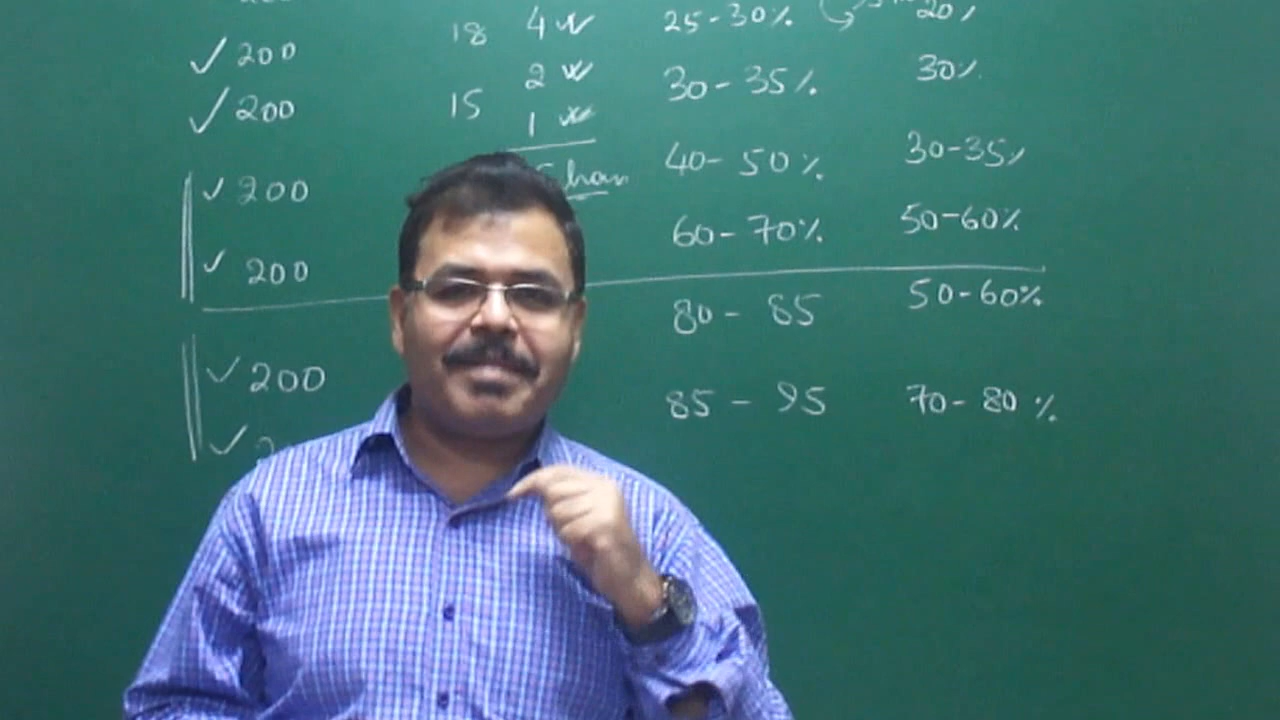 20%
✓ 200 18 4 w 25-30%
✓ 200 15 2 w 30-35% 30%
1 w
✓ 200 40-50% 30-35%
✓ 200 60-70% 50-60%
✓ 200 80-85 50-60%
✓ 85-95 70-80%